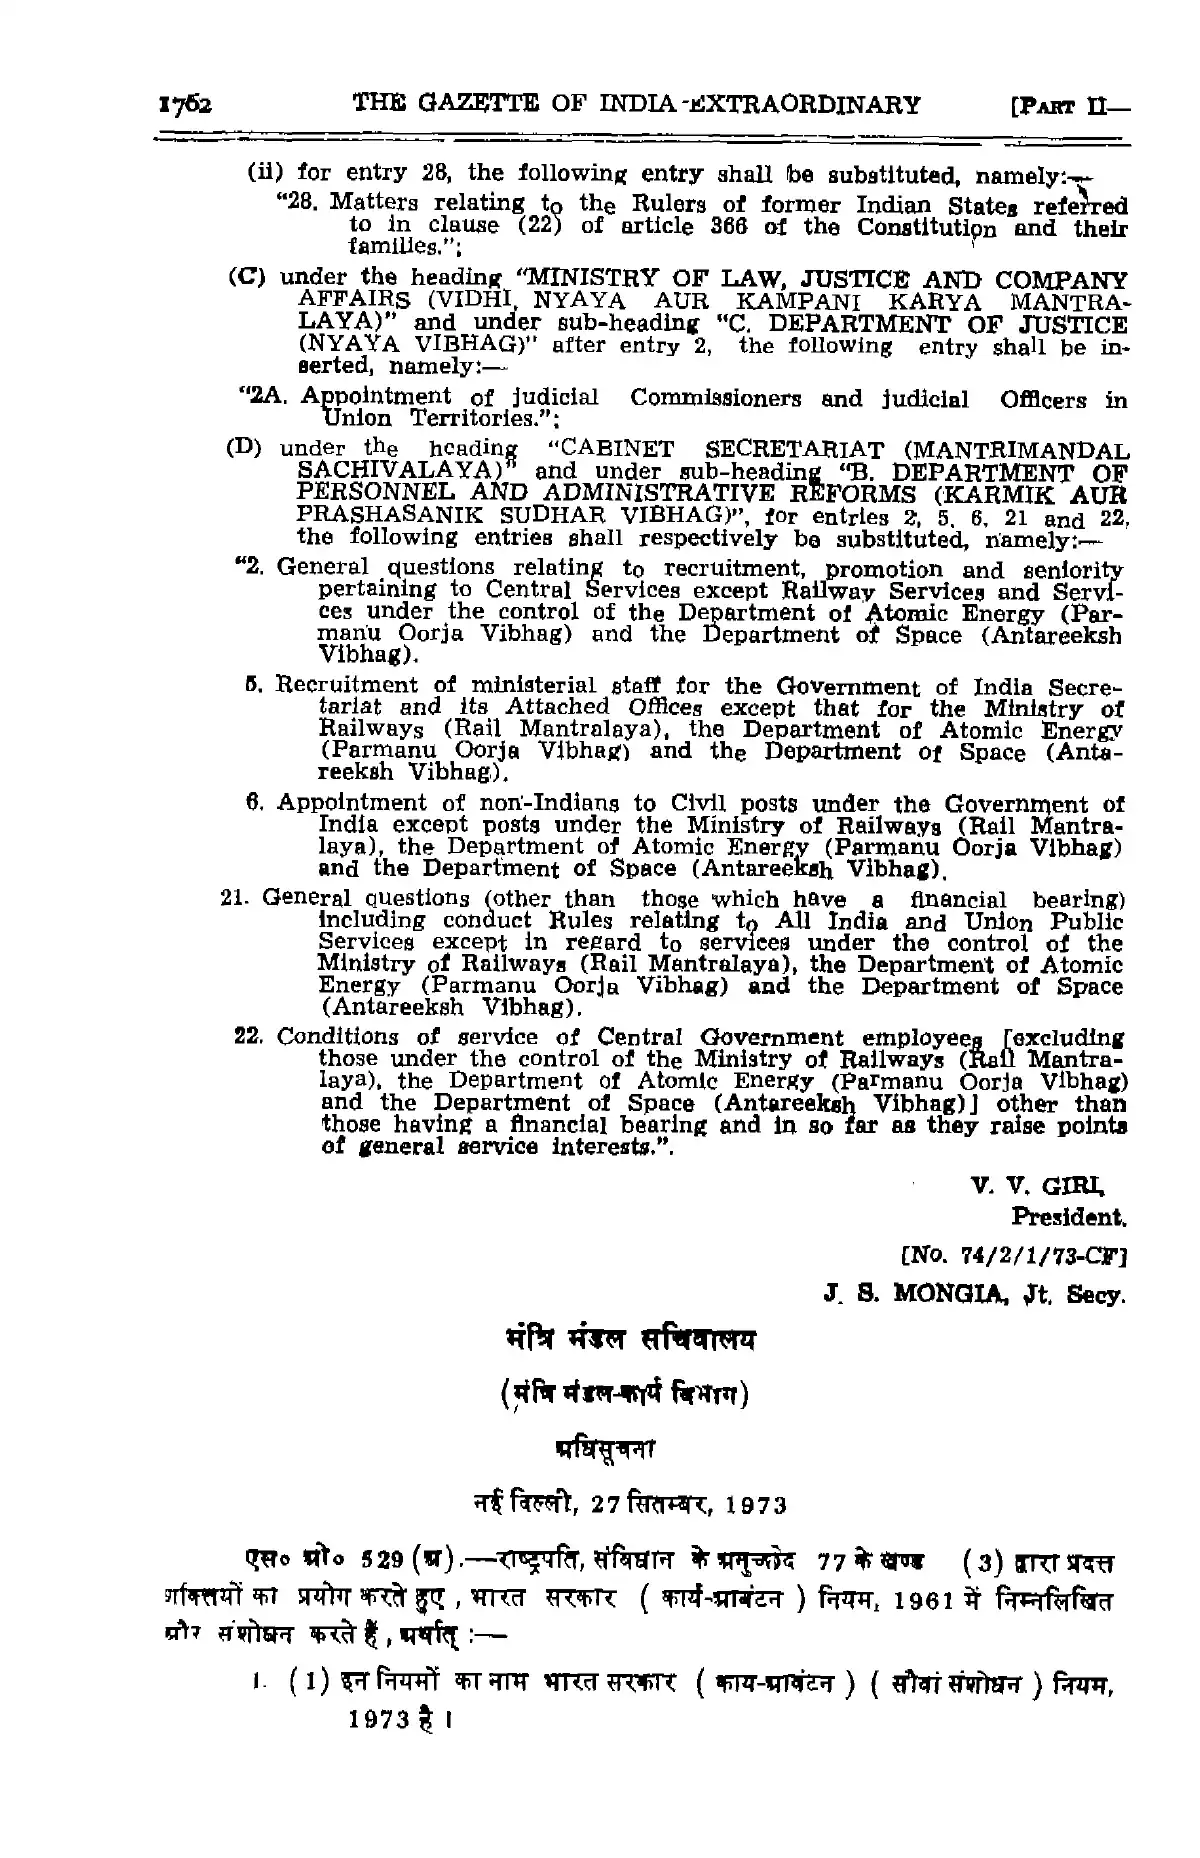 1762 THE GAZETTE OF INDIA-EXTRAORDINARY [PART II—
(ii) for entry 28, the following entry shall be substituted, namely:—
"28. Matters relating to the Rulers of former Indian States referred
to in clause (22) of article 366 of the Constitution and their
families.";
(C) under the heading "MINISTRY OF LAW, JUSTICE AND COMPANY
AFFAIRS (VIDHI, NYAYA AUR KAMPANI KARYA MANTRA-
LAYA)" and under sub-heading "C. DEPARTMENT OF JUSTICE
(NYAYA VIBHAG)" after entry 2, the following entry shall be in-
serted, namely:—
"2A. Appointment of judicial Commissioners and judicial Officers in
Union Territories.";
(D) under the heading "CABINET SECRETARIAT (MANTRIMANDAL
SACHIVALAYA)" and under sub-heading "B. DEPARTMENT OF
PERSONNEL AND ADMINISTRATIVE REFORMS (KARMIK AUR
PRASHASANIK SUDHAR VIBHAG)", for entries 2, 5, 6, 21 and 22,
the following entries shall respectively be substituted, namely:—
"2. General questions relating to recruitment, promotion and seniority
pertaining to Central Services except Railway Services and Servi-
ces under the control of the Department of Atomic Energy (Par-
manu Oorja Vibhag) and the Department of Space (Antareeksh
Vibhag).
5. Recruitment of ministerial staff for the Government of India Secre-
tariat and its Attached Offices except that for the Ministry of
Railways (Rail Mantralaya), the Department of Atomic Energy
(Parmanu Oorja Vibhag) and the Department of Space (Anta-
reeksh Vibhag).
6. Appointment of non-Indians to Civil posts under the Government of
India except posts under the Ministry of Railways (Rail Mantra-
laya), the Department of Atomic Energy (Parmanu Oorja Vibhag)
and the Department of Space (Antareeksh Vibhag).
21. General questions (other than those which have a financial bearing)
including conduct Rules relating to All India and Union Public
Services except in regard to services under the control of the
Ministry of Railways (Rail Mantralaya), the Department of Atomic
Energy (Parmanu Oorja Vibhag) and the Department of Space
(Antareeksh Vibhag).
22. Conditions of service of Central Government employees [excluding
those under the control of the Ministry of Railways (Rail Mantra-
laya), the Department of Atomic Energy (Parmanu Oorja Vibhag)
and the Department of Space (Antareeksh Vibhag)] other than
those having a financial bearing and in so far as they raise points
of general service interests.".
V. V. GIRI,
President.
[No. 74/2/1/73-CF]
J. S. MONGIA, Jt. Secy.
मंत्रि मंडल सचिवालय
(मंत्रि मंडल-कार्य विभाग)
अधिसूचना
नई दिल्ली, 27 सितम्बर, 1973
एस० ओ० 529 (अ).—राष्ट्रपति, संविधान के अनुच्छेद 77 के खण्ड (3) द्वारा प्रदत्त
शक्तियों का प्रयोग करते हुए, भारत सरकार ( कार्य-आवंटन ) नियम, 1961 में निम्नलिखित
और संशोधन करते हैं, अर्थात् :—
1. (1) इन नियमों का नाम भारत सरकार ( काय-आवंटन ) ( सौवां संशोधन ) नियम,
1973 है ।